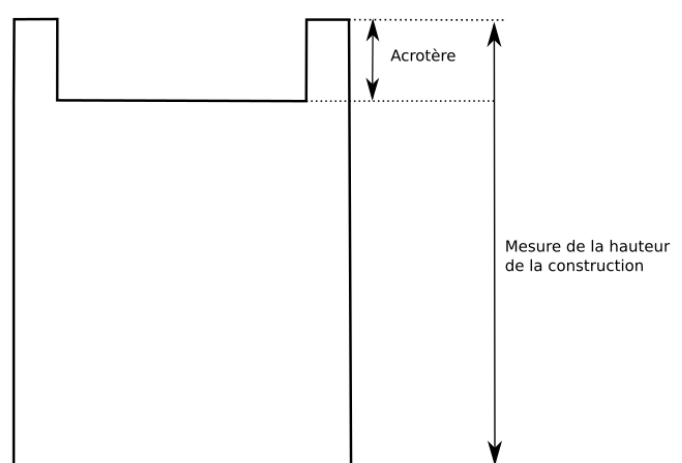 Acrotère
Mesure de la hauteur
de la construction